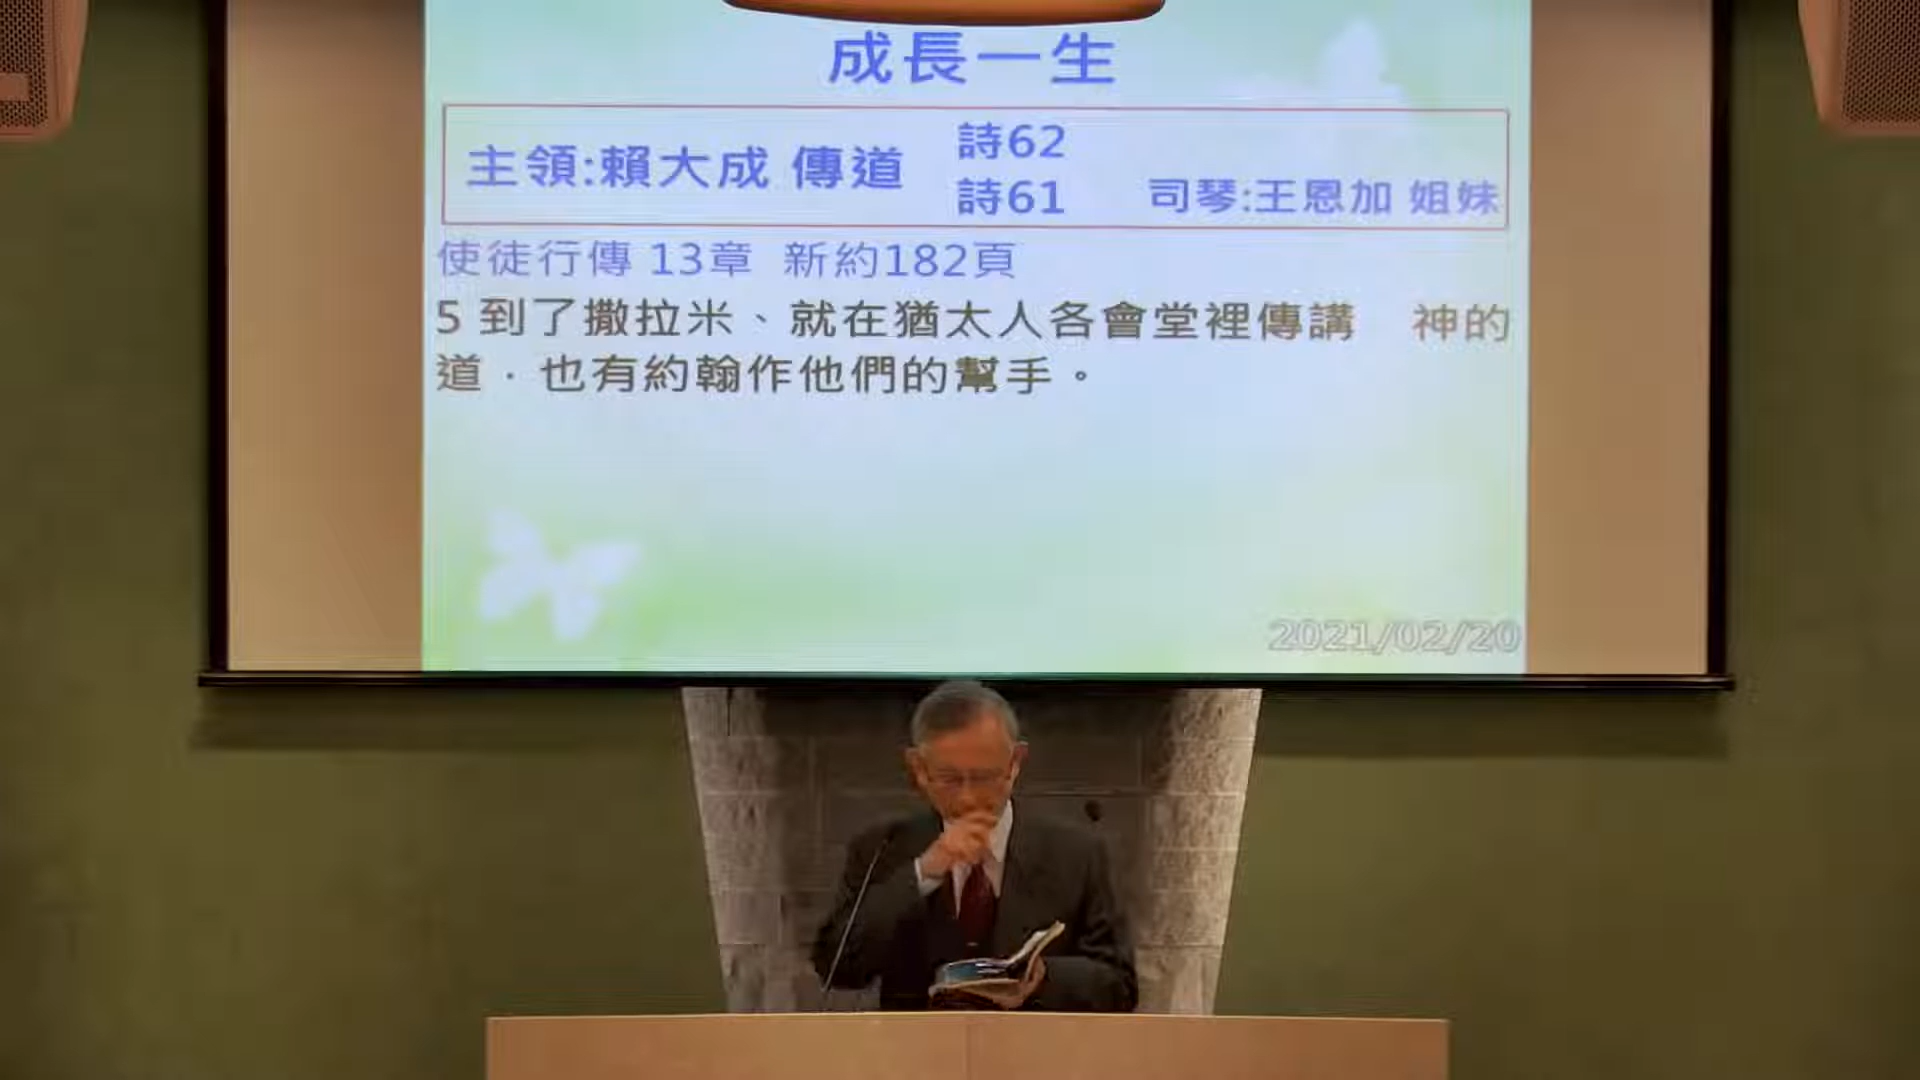 成長一生
主領:賴大成 傳道
詩62
詩61
司琴:王恩加 姐妹
使徒行傳 13章 新約182頁
5 到了撒拉米、就在猶太人各會堂裡傳講　神的
道．也有約翰作他們的幫手。
2021/02/20